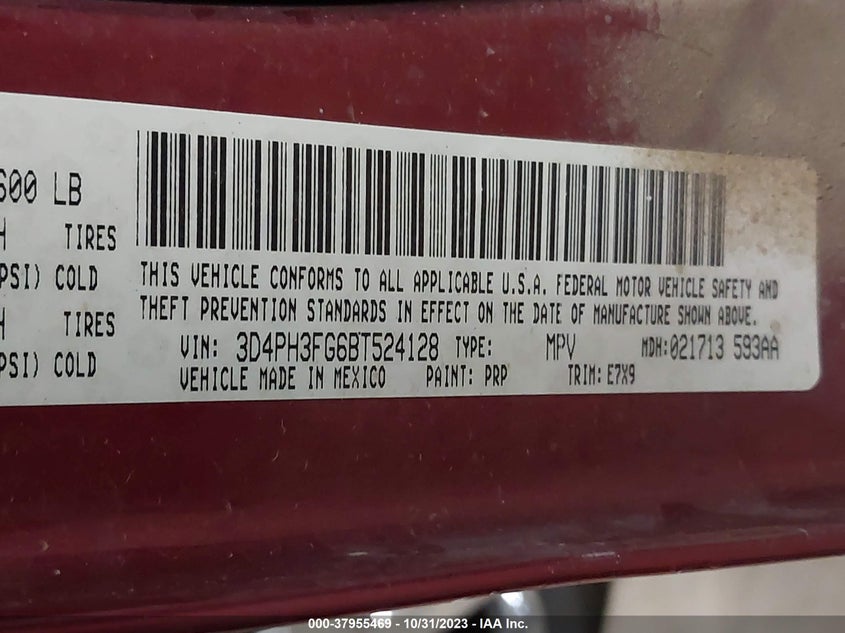 600 LB
TIRES
PSI) COLD
TIRES
PSI) COLD
THIS VEHICLE CONFORMS TO ALL APPLICABLE U.S.A. FEDERAL MOTOR VEHICLE SAFETY AND
THEFT PREVENTION STANDARDS IN EFFECT ON THE DATE OF MANUFACTURE SHOWN ABOVE.
VIN: 3D4PH3FG6BT524128 TYPE: MPV MDH:021713 593AA
VEHICLE MADE IN MEXICO PAINT: PRP TRIM: E7X9
000-37955469 - 10/31/2023 - IAA Inc.